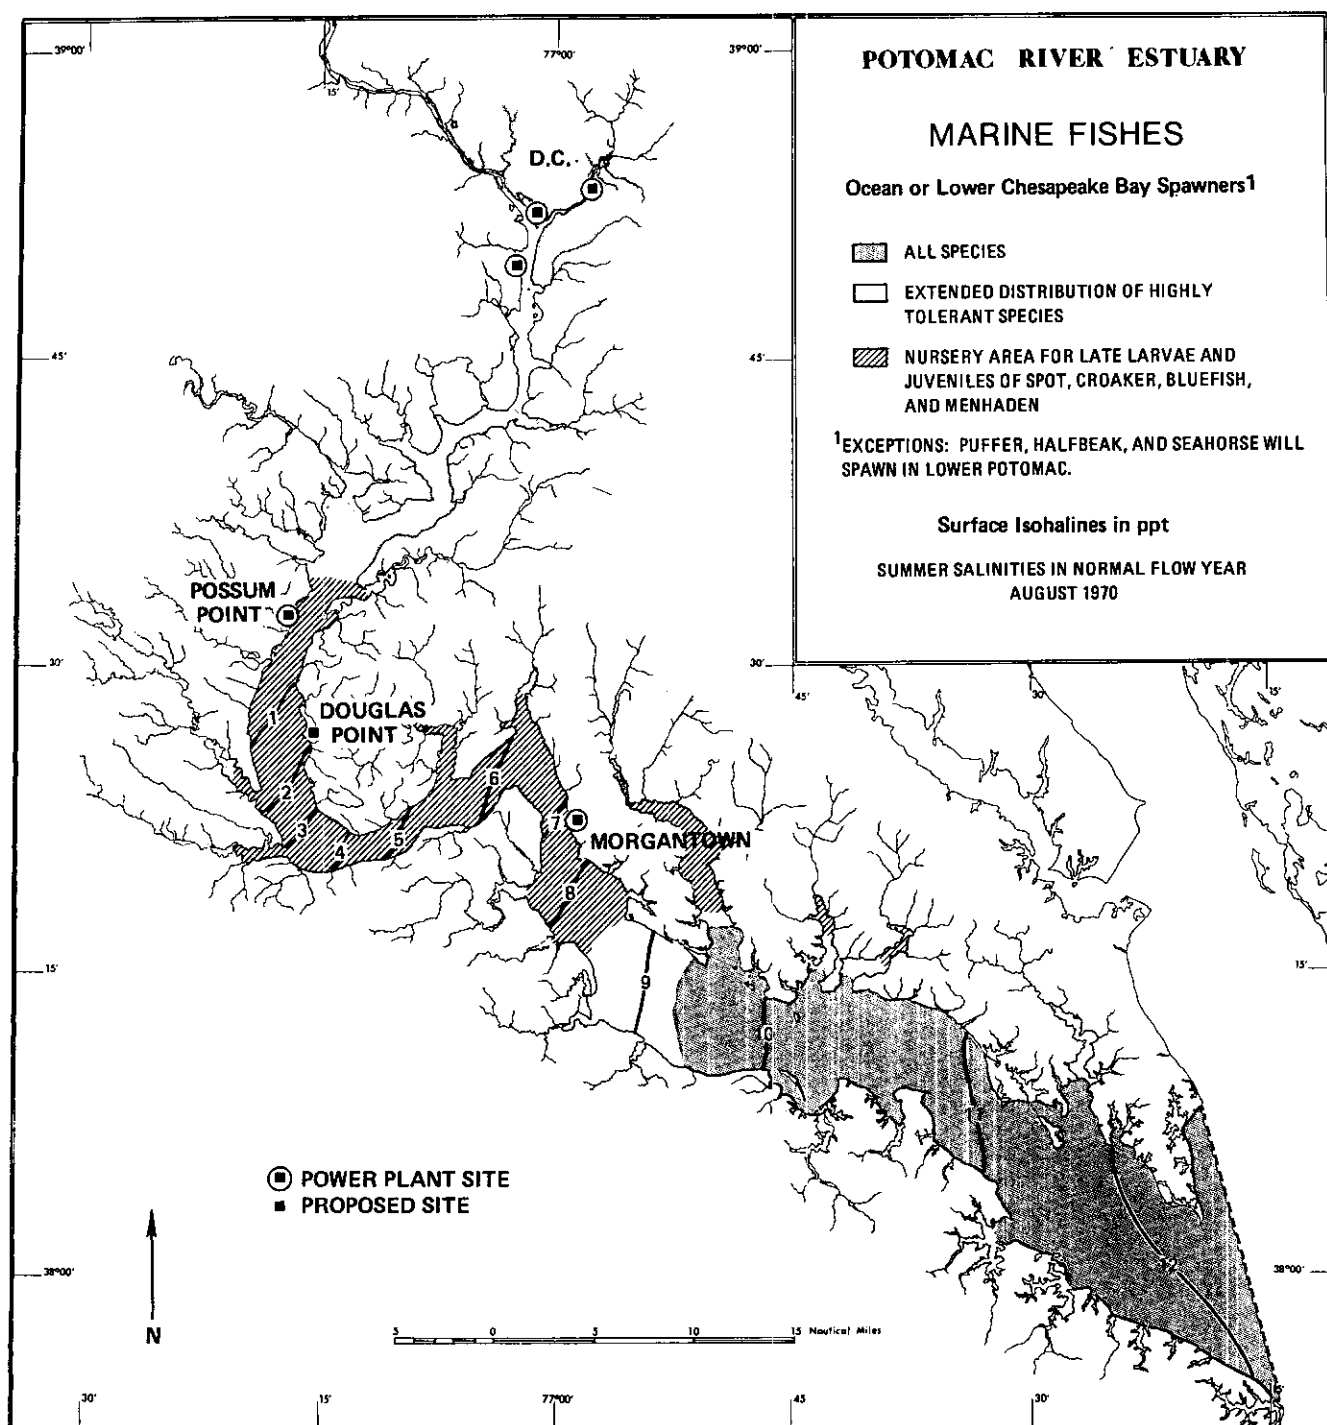 39°00'
77°00'
39°00'
15'
POTOMAC RIVER ESTUARY
MARINE FISHES
Ocean or Lower Chesapeake Bay Spawners1
ALL SPECIES
EXTENDED DISTRIBUTION OF HIGHLY
TOLERANT SPECIES
NURSERY AREA FOR LATE LARVAE AND
JUVENILES OF SPOT, CROAKER, BLUEFISH,
AND MENHADEN
1EXCEPTIONS: PUFFER, HALFBEAK, AND SEAHORSE WILL
SPAWN IN LOWER POTOMAC.
Surface Isohalines in ppt
SUMMER SALINITIES IN NORMAL FLOW YEAR
AUGUST 1970
D.C.
45'
45'
POSSUM
POINT
30'
30'
45'
30'
15'
DOUGLAS
POINT
1
2
3
4
5
6
7
MORGANTOWN
8
9
10
11
12
15'
15'
POWER PLANT SITE
PROPOSED SITE
38°00'
38°00'
N
5
0
5
10
15 Nautical Miles
30'
15'
77°00'
45
30'
15'